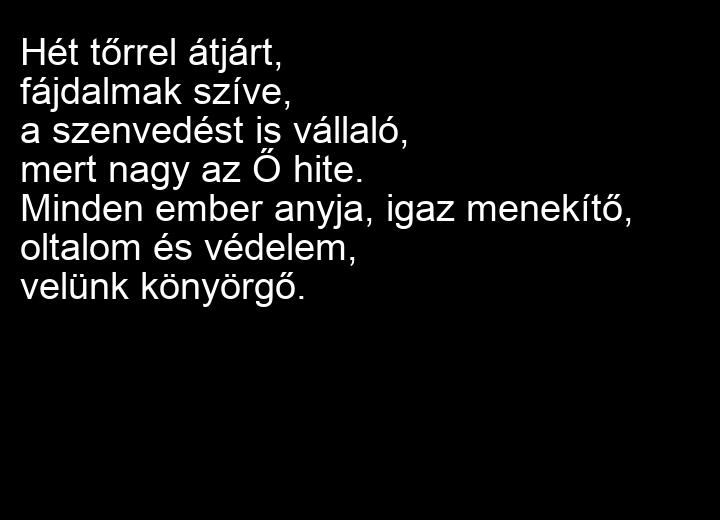 Hét tőrrel átjárt,
fájdalmak szíve,
a szenvedést is vállaló,
mert nagy az Ő hite.
Minden ember anyja, igaz menekítő,
oltalom és védelem,
velünk könyörgő.